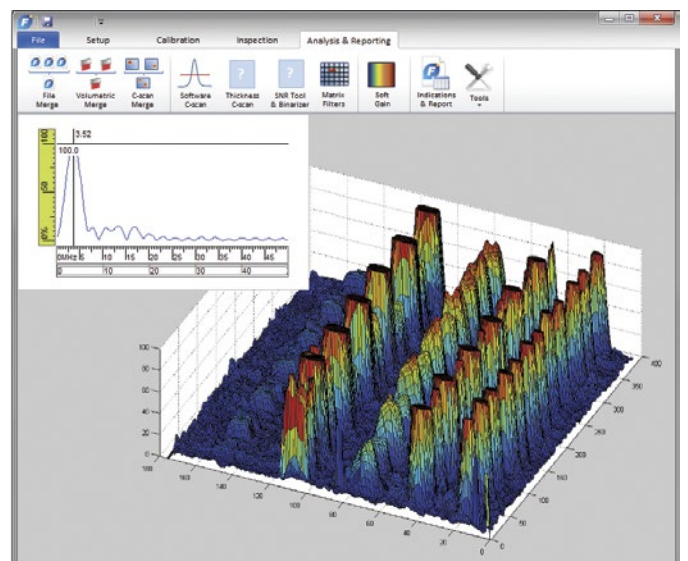 File Setup Calibration Inspection Analysis & Reporting
File Merge
Volumetric Merge
C-scan Merge
Software C-scan
Thickness C-scan
SNR Tool & Binarizer
Matrix Filters
Soft Gain
Indications & Report
Tools
3.52
100.0
100
50
0%
0MHz 5 10 15 20 25 30 35 40 45
0 10 20 30 40
100
80
60
40
20
0
180 160 140 120 100 80 60 40 20 0
0 50 100 150 200 250 300 350 400